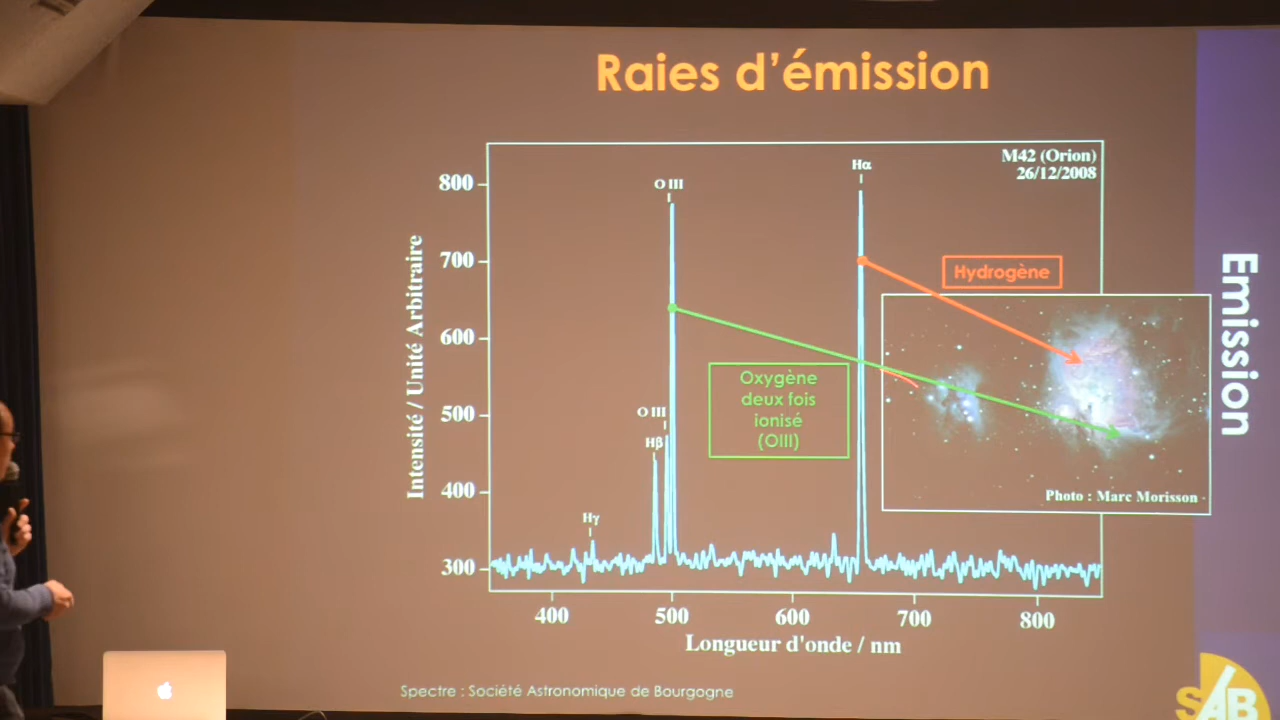 Raies d'émission
M42 (Orion)
26/12/2008
Hα
O III
O III
Hβ
Hγ
800
700
600
500
400
300
Intensité / Unité Arbitraire
Hydrogène
Oxygène
deux fois
ionisé
(OIII)
Photo : Marc Morisson
400
500
600
700
800
Longueur d'onde / nm
Spectre : Société Astronomique de Bourgogne
Emission
SAB